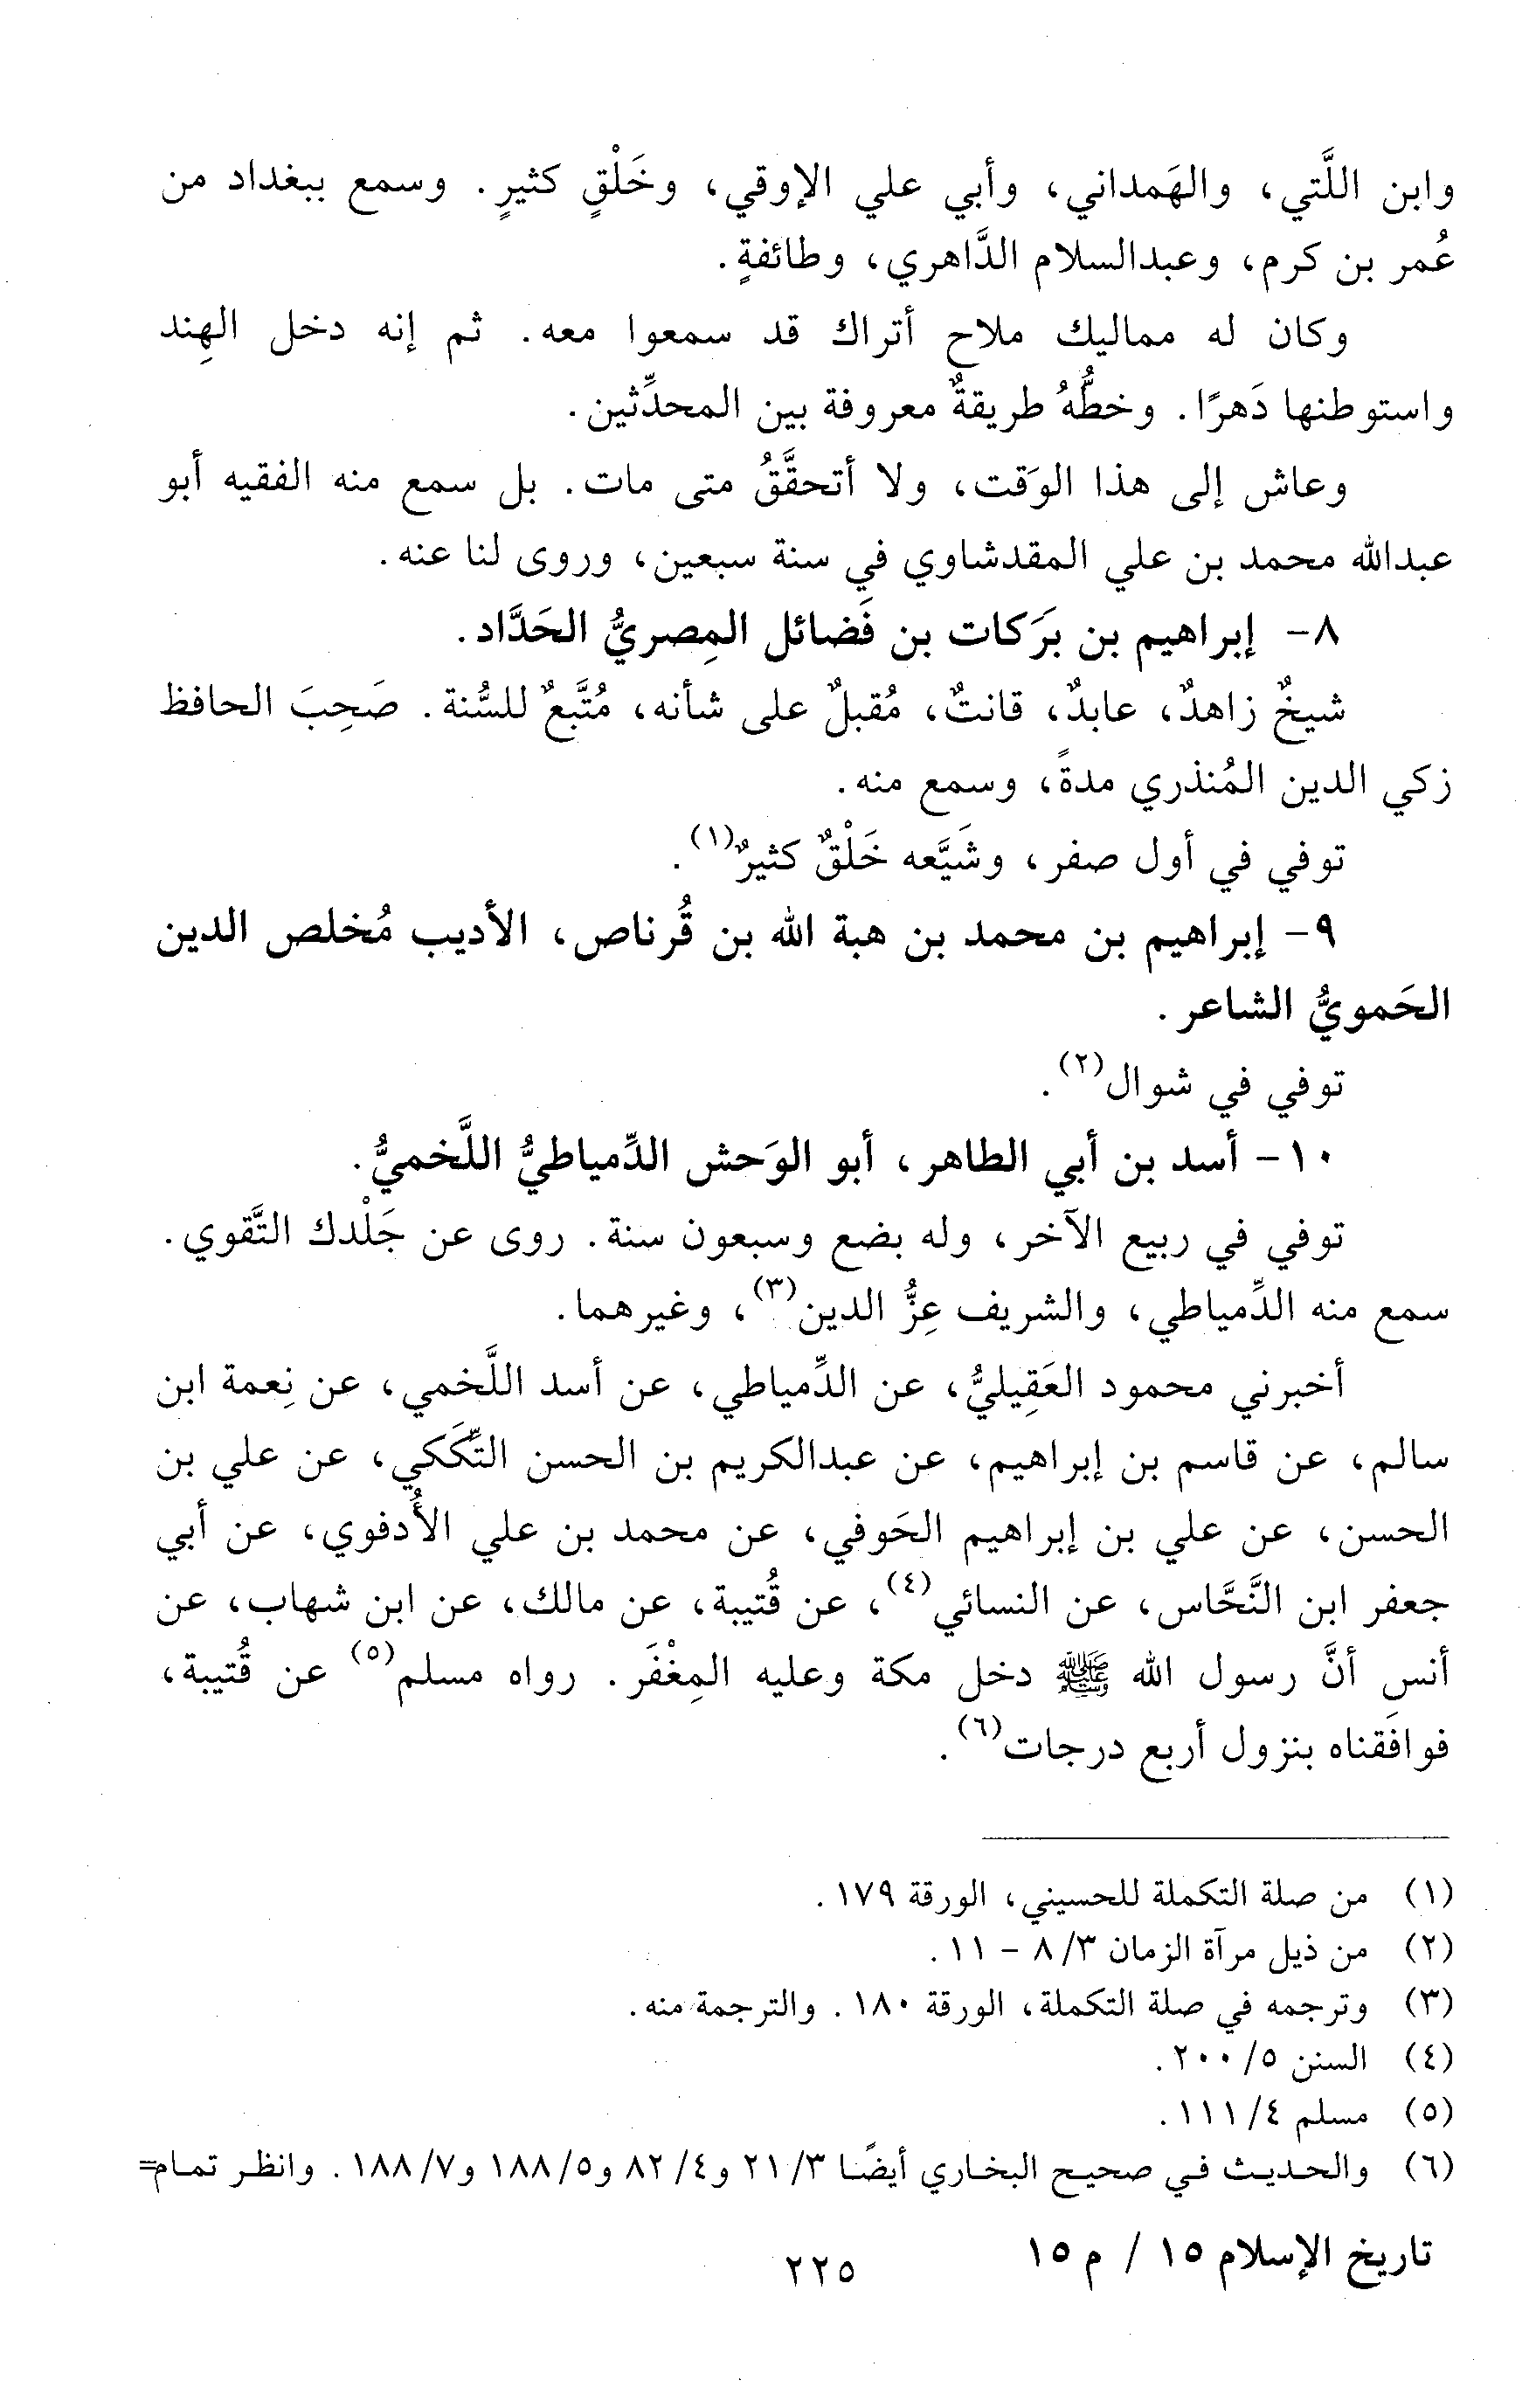 وابن اللَّتي، والهَمداني، وأبي علي الإوقي، وخَلْقٍ كثيرٍ. وسمع ببغداد من
عُمر بن كرم، وعبدالسلام الدَّاهري، وطائفةٍ.
وكان له مماليك ملاح أتراك قد سمعوا معه. ثم إنه دخل الهِند
واستوطنها دَهرًا. وخطُّهُ طريقةٌ معروفة بين المحدِّثين.
وعاش إلى هذا الوَقت، ولا أتحقَّقُ متى مات. بل سمع منه الفقيه أبو
عبدالله محمد بن علي المقدشاوي في سنة سبعين، وروى لنا عنه.
٨- إبراهيم بن بَركات بن فَضائل المِصريُّ الحَدَّاد.
شيخٌ زاهدٌ، عابدٌ، قانتٌ، مُقبلٌ على شأنه، مُتَّبعٌ للسُّنة. صَحِبَ الحافظ
زكي الدين المُنذري مدةً، وسمع منه.
توفي في أول صفر، وشَيَّعه خَلْقٌ كثيرٌ(١).
٩- إبراهيم بن محمد بن هبة الله بن قُرناص، الأديب مُخلص الدين
الحَمويُّ الشاعر.
توفي في شوال(٢).
١٠- أسد بن أبي الطاهر، أبو الوَحش الدِّمياطيُّ اللَّخميُّ.
توفي في ربيع الآخر، وله بضع وسبعون سنة. روى عن جَلْدك التَّقوي.
سمع منه الدِّمياطي، والشريف عِزُّ الدين(٣)، وغيرهما.
أخبرني محمود العَقِيليُّ، عن الدِّمياطي، عن أسد اللَّخمي، عن نِعمة ابن
سالم، عن قاسم بن إبراهيم، عن عبدالكريم بن الحسن التِّكَكي، عن علي بن
الحسن، عن علي بن إبراهيم الحَوفي، عن محمد بن علي الأُدفوي، عن أبي
جعفر ابن النَّحَّاس، عن النسائي(٤)، عن قُتيبة، عن مالك، عن ابن شهاب، عن
أنس أنَّ رسول الله ﷺ دخل مكة وعليه المِغْفَر. رواه مسلم(٥) عن قُتيبة،
فوافَقناه بنزول أربع درجات(٦).
(١) من صلة التكملة للحسيني، الورقة ١٧٩.
(٢) من ذيل مرآة الزمان ٣/ ٨ - ١١.
(٣) وترجمه في صلة التكملة، الورقة ١٨٠. والترجمة منه.
(٤) السنن ٥/ ٢٠٠.
(٥) مسلم ٤/ ١١١.
(٦) والحديث في صحيح البخاري أيضًا ٣/ ٢١ و٤/ ٨٢ و٥/ ١٨٨ و٧/ ١٨٨. وانظر تمام=
تاريخ الإسلام ١٥ / م ١٥
٢٢٥